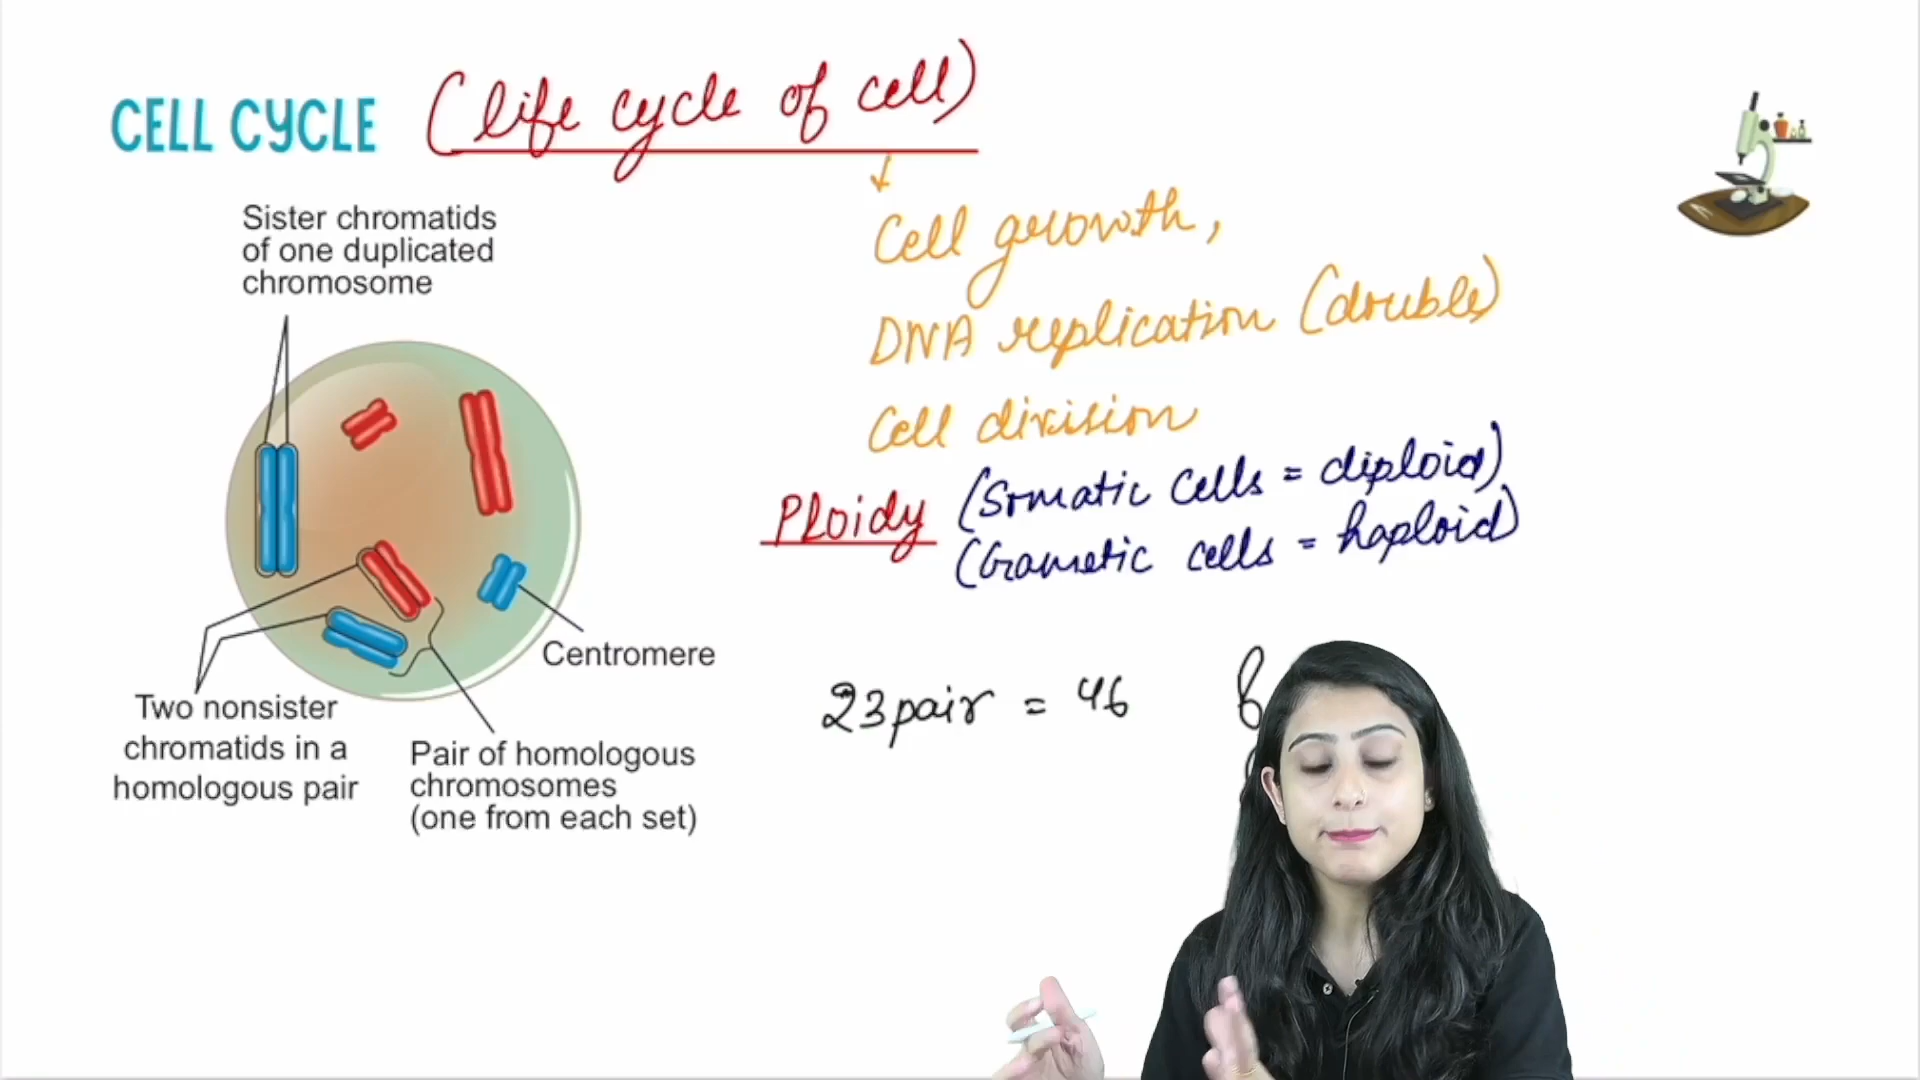 CELL CYCLE (life cycle of cell)
Sister chromatids
of one duplicated
chromosome
Cell growth,
DNA replication (double)
Cell division
Ploidy (Somatic cells = diploid)
(Gametic cells = haploid)
Centromere
23 pair = 46
Two nonsister
chromatids in a
homologous pair
Pair of homologous
chromosomes
(one from each set)